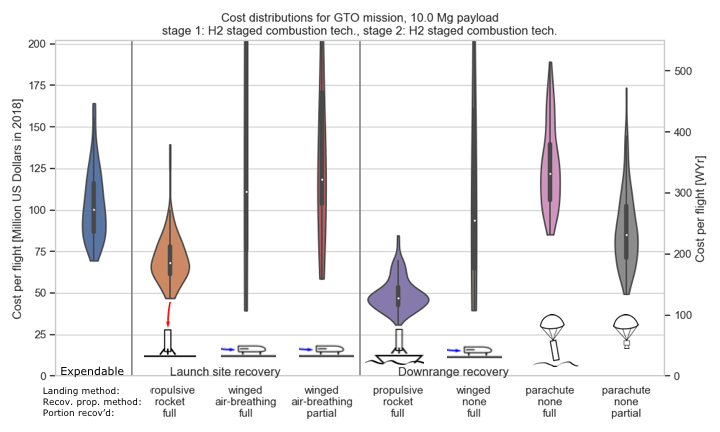 Cost distributions for GTO mission, 10.0 Mg payload
stage 1: H2 staged combustion tech., stage 2: H2 staged combustion tech.
Cost per flight [Million US Dollars in 2018]
200
175
150
125
100
75
50
25
0
500
400
300
200
100
0
Cost per flight [WYr]
Expendable Launch site recovery Downrange recovery
Landing method: ropulsive winged winged propulsive winged parachute parachute
Recov. prop. method: rocket air-breathing air-breathing rocket none none none
Portion recov'd: full full partial full full full partial